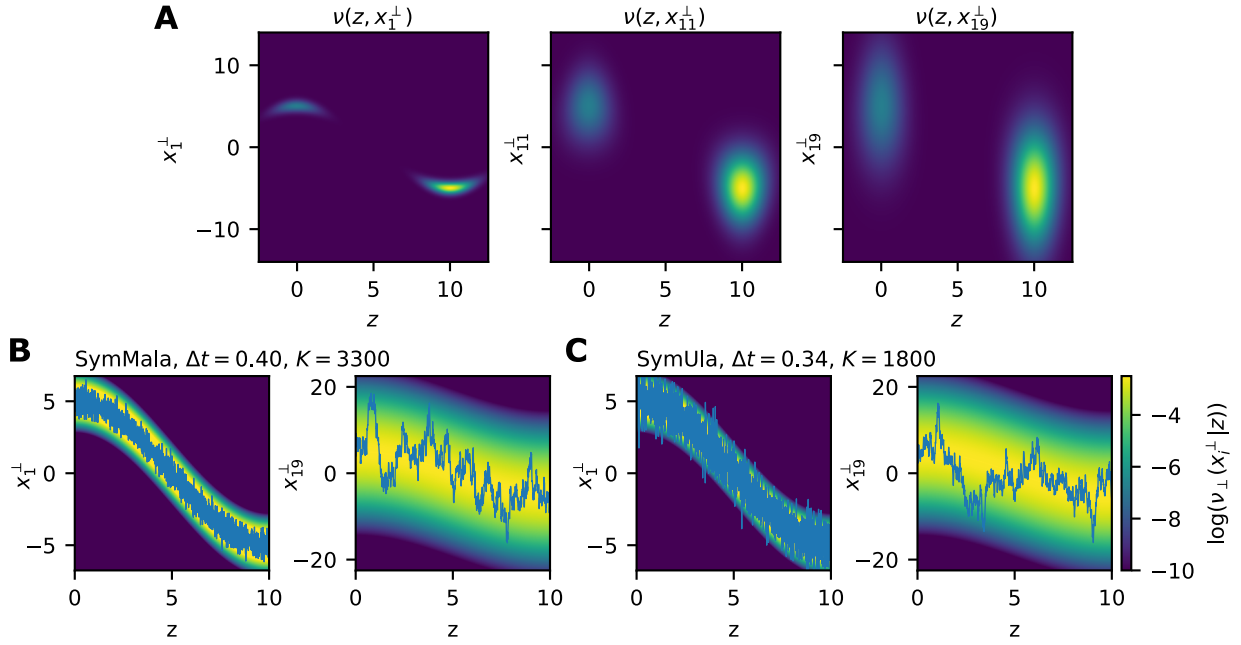 A
ν(z, x₁^⊥)
ν(z, x₁₁^⊥)
ν(z, x₁₉^⊥)
x₁^⊥
10
0
−10
0
5
10
z
x₁₁^⊥
0
5
10
z
x₁₉^⊥
0
5
10
z
B
SymMala, Δt = 0.40, K = 3300
x₁^⊥
5
0
−5
0
5
10
z
x₁₉^⊥
20
0
−20
0
5
10
z
C
SymUla, Δt = 0.34, K = 1800
x₁^⊥
5
0
−5
0
5
10
z
x₁₉^⊥
20
0
−20
0
5
10
z
−4
−6
−8
−10
log(ν_⊥(x_i^⊥|z))